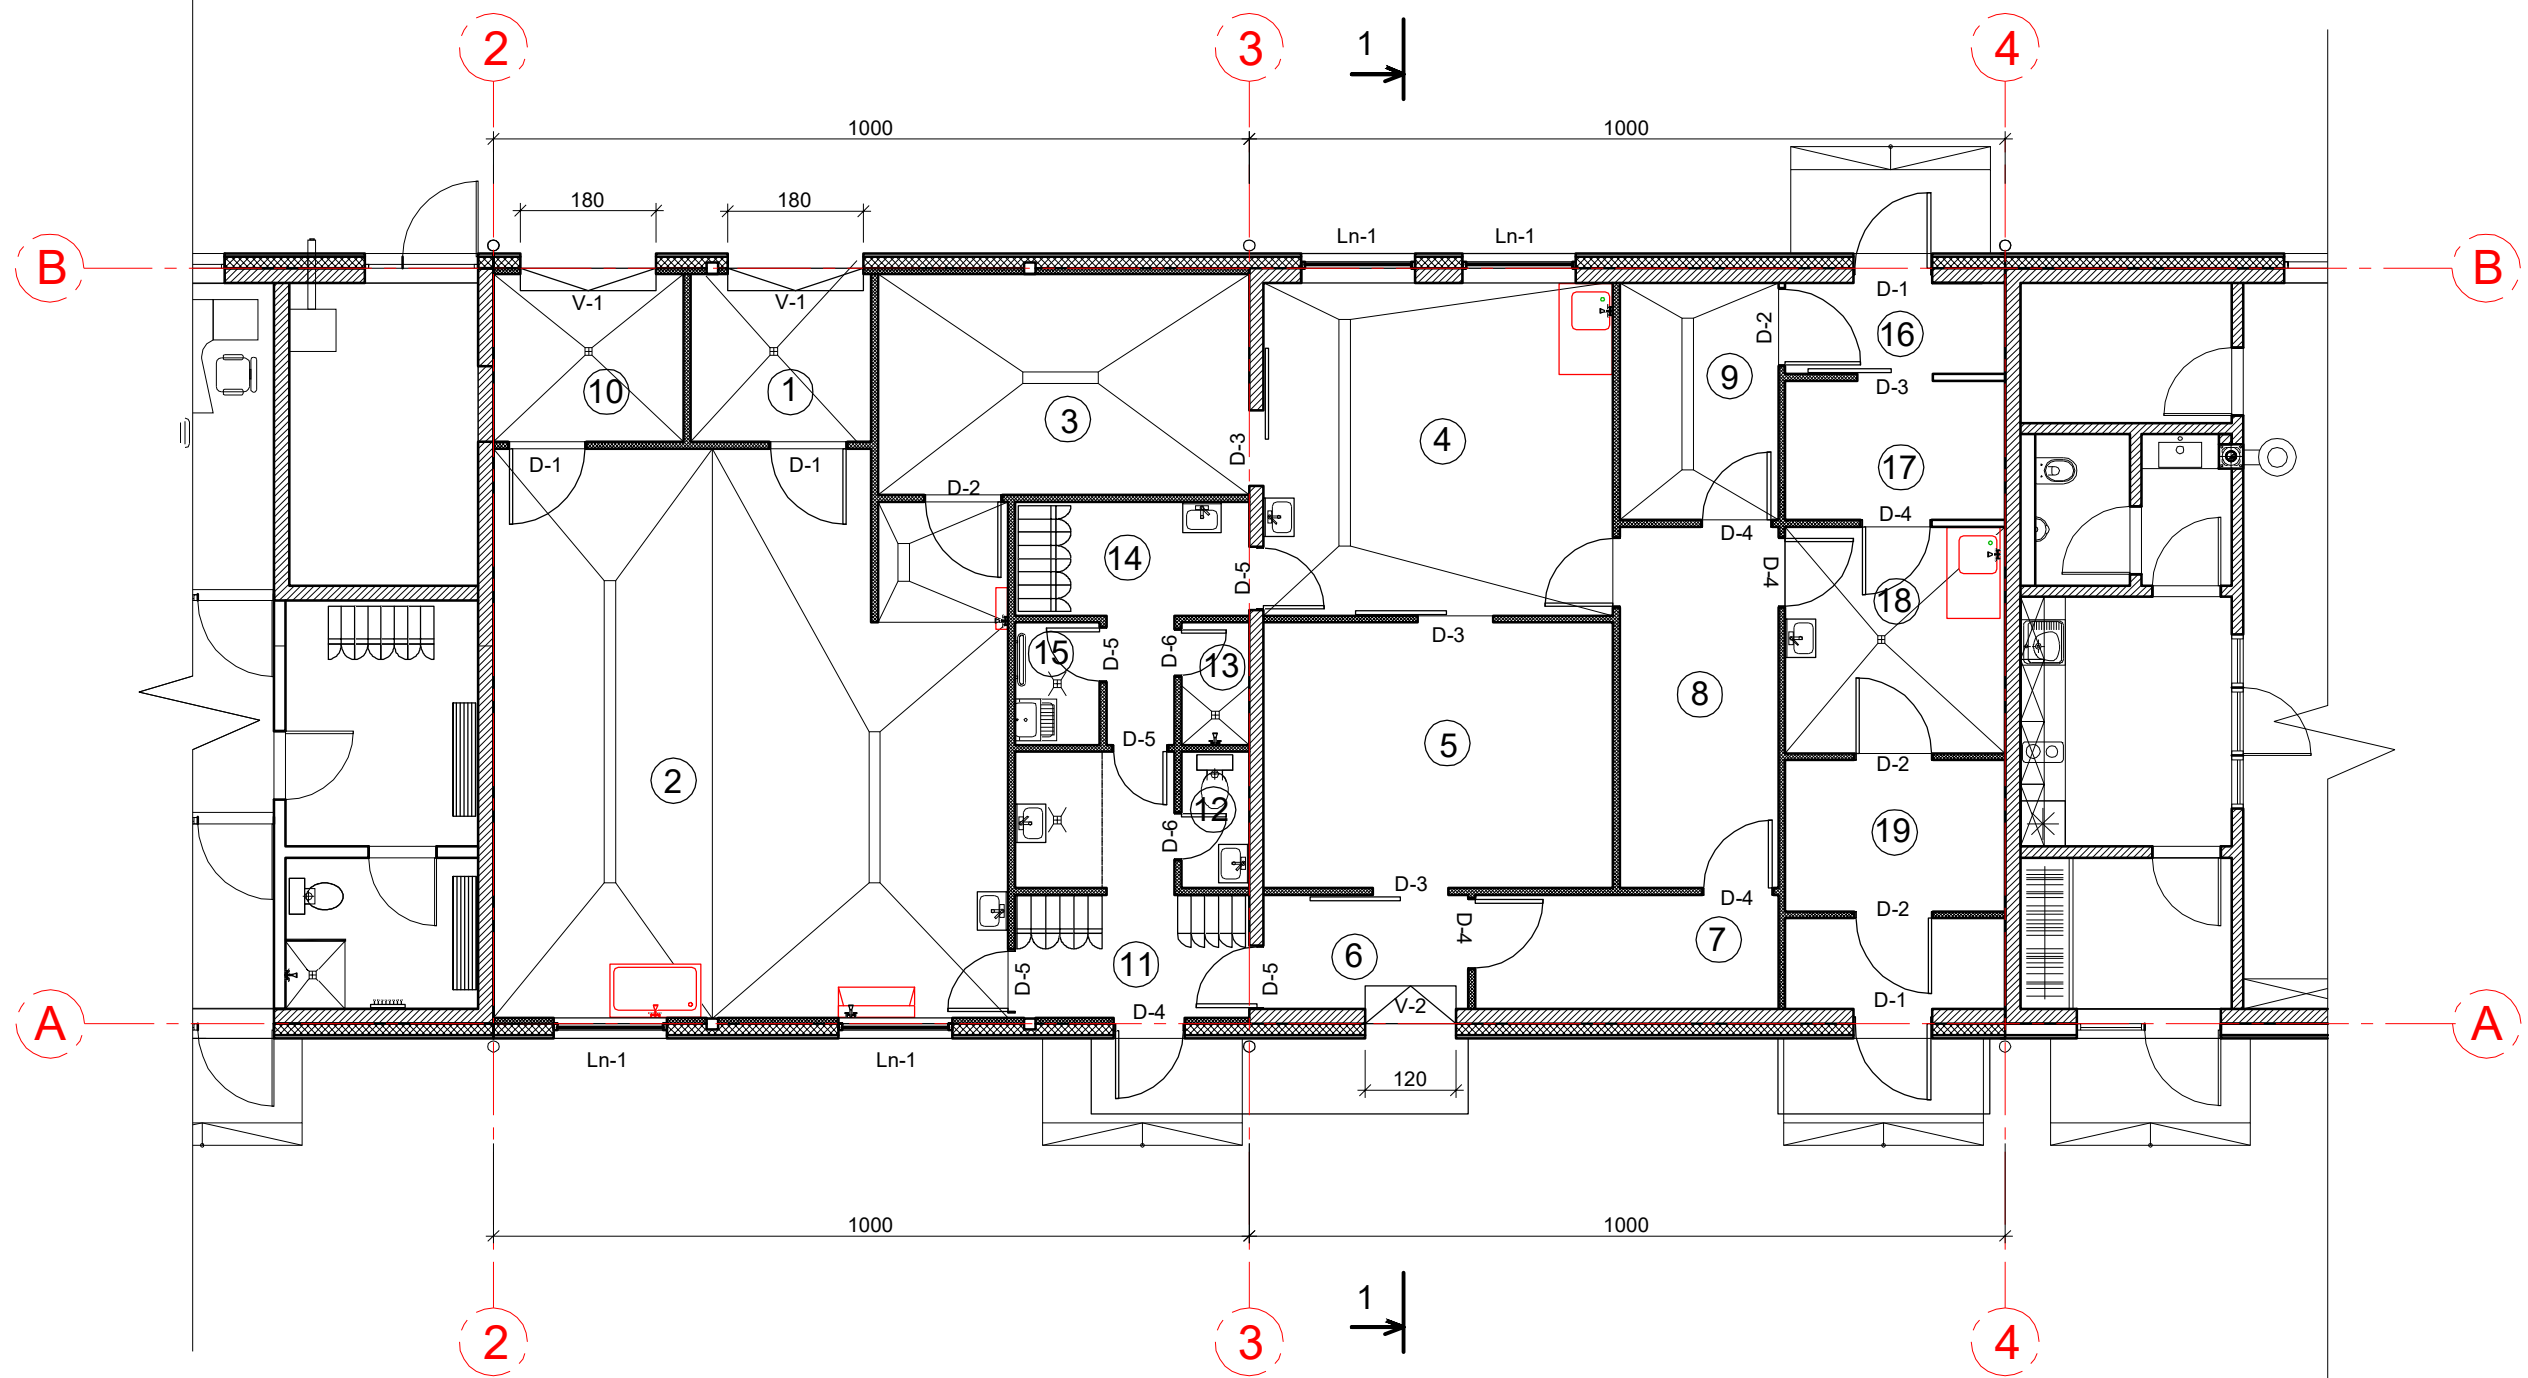 2 3 1 4
1000 1000
180 180
Ln-1 Ln-1
B B
V-1 V-1 D-1
D-2 16
10 1 9 D-3
3 4
D-3 17
D-1 D-1 D-2 D-4
D-4
14 D-5 D-4 18
D-3
15 D-5 D-6 13
8
5
D-5 D-2
2 12 19
D-6
D-3 D-4 D-2
D-4 7
11 6
D-5 D-5
V-2 D-1
D-4
A A
Ln-1 Ln-1
120
1000 1000
1
2 3 4